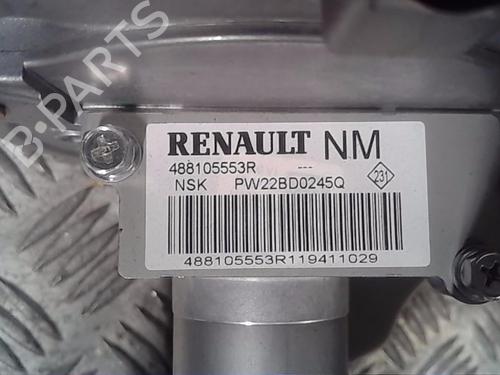 B-PARTS
RENAULT NM
488105553R ---
NSK PW22BD0245Q 231
488105553R119411029